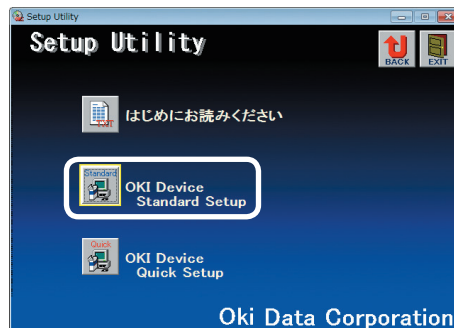 Setup Utility
Setup Utility
BACK
EXIT
TXT
はじめにお読みください
Standard
OKI Device
Standard Setup
Quick
OKI Device
Quick Setup
Oki Data Corporation